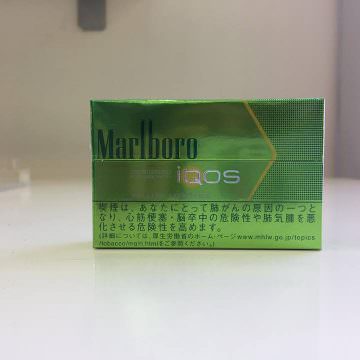 Marlboro
IQOS
喫煙は、あなたにとって肺がんの原因の一つと
なり、心筋梗塞・脳卒中の危険性や肺気腫を悪
化させる危険性を高めます。
(詳細については、厚生労働省のホーム・ページ www.mhlw.go.jp/topics
/tobacco/main.htmlをご参照ください。)